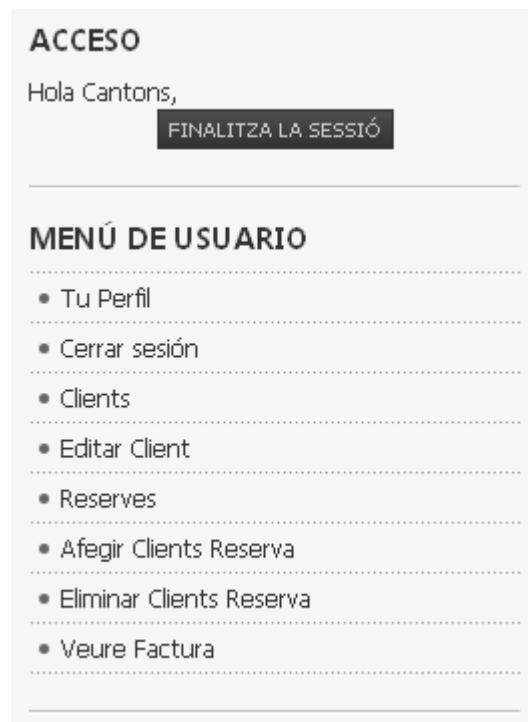 ACCESO
Hola Cantons,
FINALITZA LA SESSIÓ
MENÚ DE USUARIO
Tu Perfil
Cerrar sesión
Clients
Editar Client
Reserves
Afegir Clients Reserva
Eliminar Clients Reserva
Veure Factura